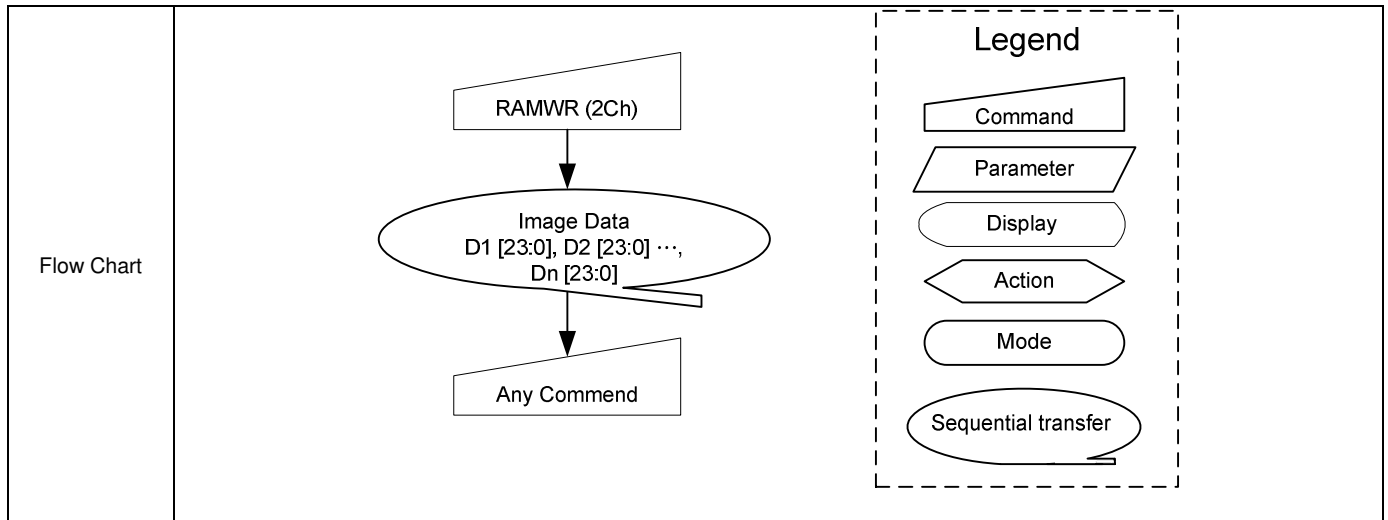 Flow Chart
RAMWR (2Ch)
Image Data
D1 [23:0], D2 [23:0] ⋯,
Dn [23:0]
Any Commend
Legend
Command
Parameter
Display
Action
Mode
Sequential transfer